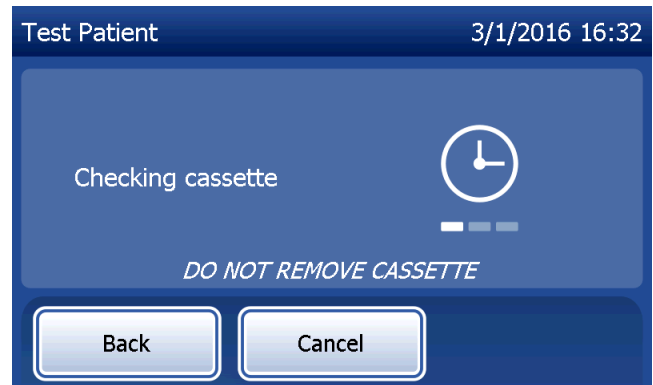 Test Patient 3/1/2016 16:32
Checking cassette
DO NOT REMOVE CASSETTE
Back Cancel